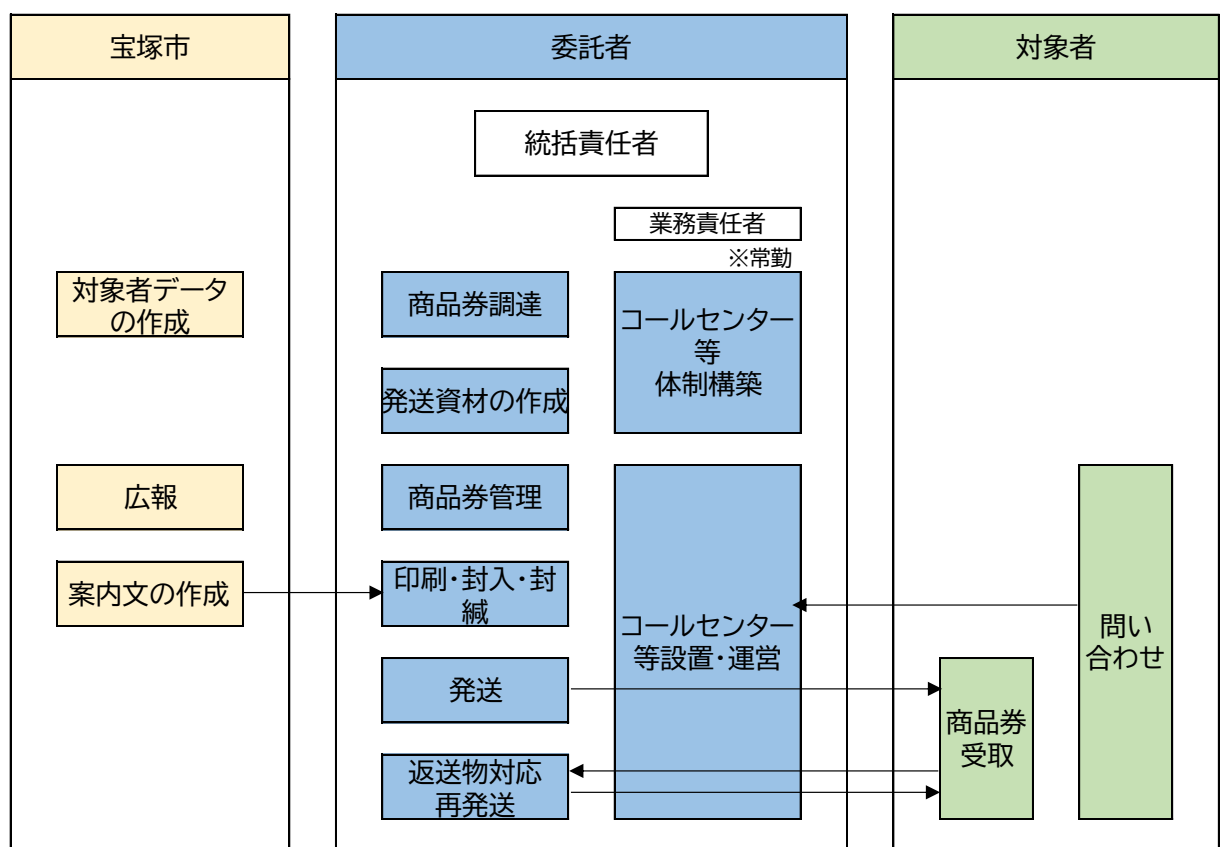 宝塚市
委託者
対象者
統括責任者
業務責任者
※常勤
対象者データ
の作成
商品券調達
コールセンター
等
体制構築
発送資材の作成
広報
商品券管理
案内文の作成
印刷・封入・封
緘
コールセンター
等設置・運営
問い
合わせ
発送
商品券
受取
返送物対応
再発送